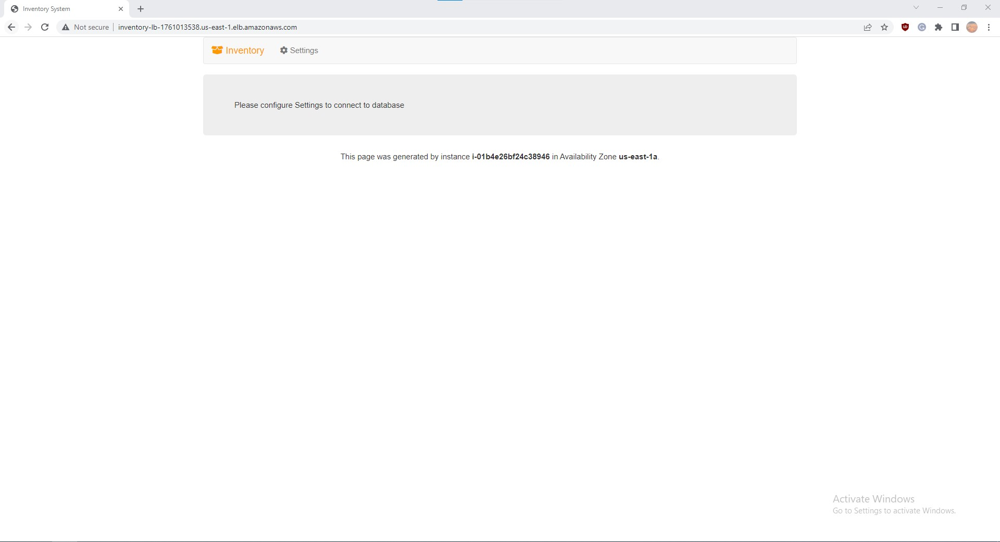 Inventory System
Not secure
inventory-lb-1761013538.us-east-1.elb.amazonaws.com
Inventory
Settings
Please configure Settings to connect to database
This page was generated by instance i-01b4e26bf24c38946 in Availability Zone us-east-1a.
Activate Windows
Go to Settings to activate Windows.